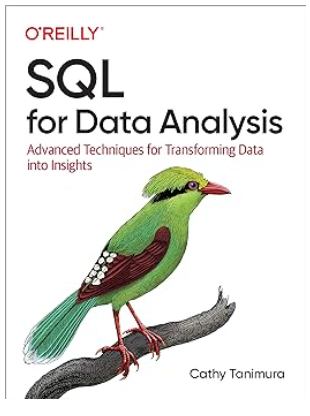 O'REILLY®
SQL
for Data Analysis
Advanced Techniques for Transforming Data
into Insights
Cathy Tanimura